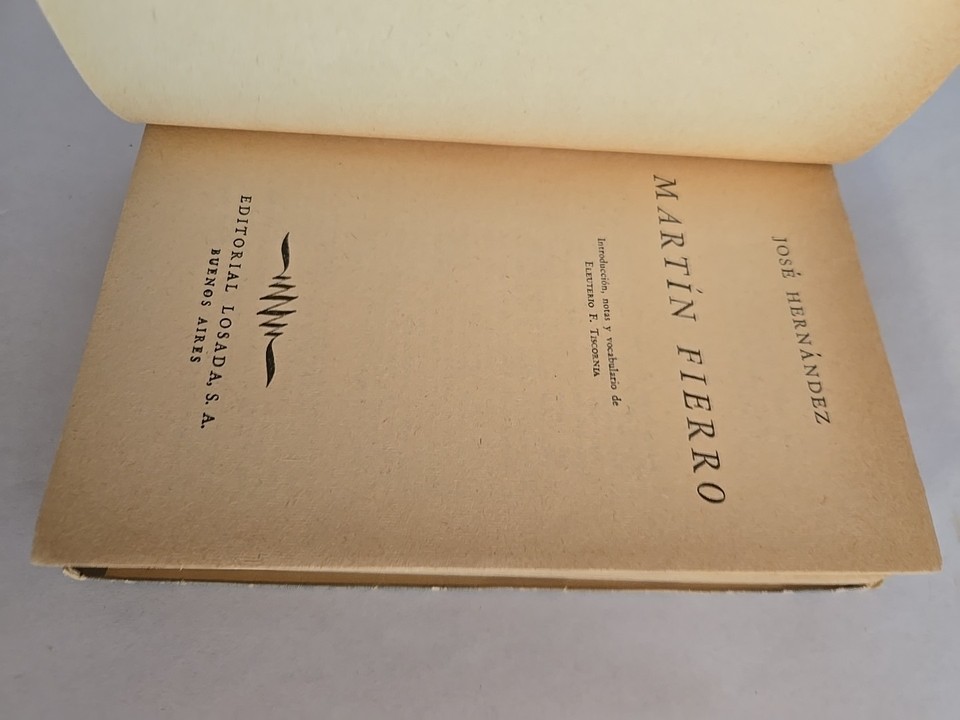 JOSÉ HERNÁNDEZ
MARTÍN FIERRO
Introducción, notas y vocabulario de
ELEUTERIO F. TISCORNIA
EDITORIAL LOSADA, S. A.
BUENOS AIRES